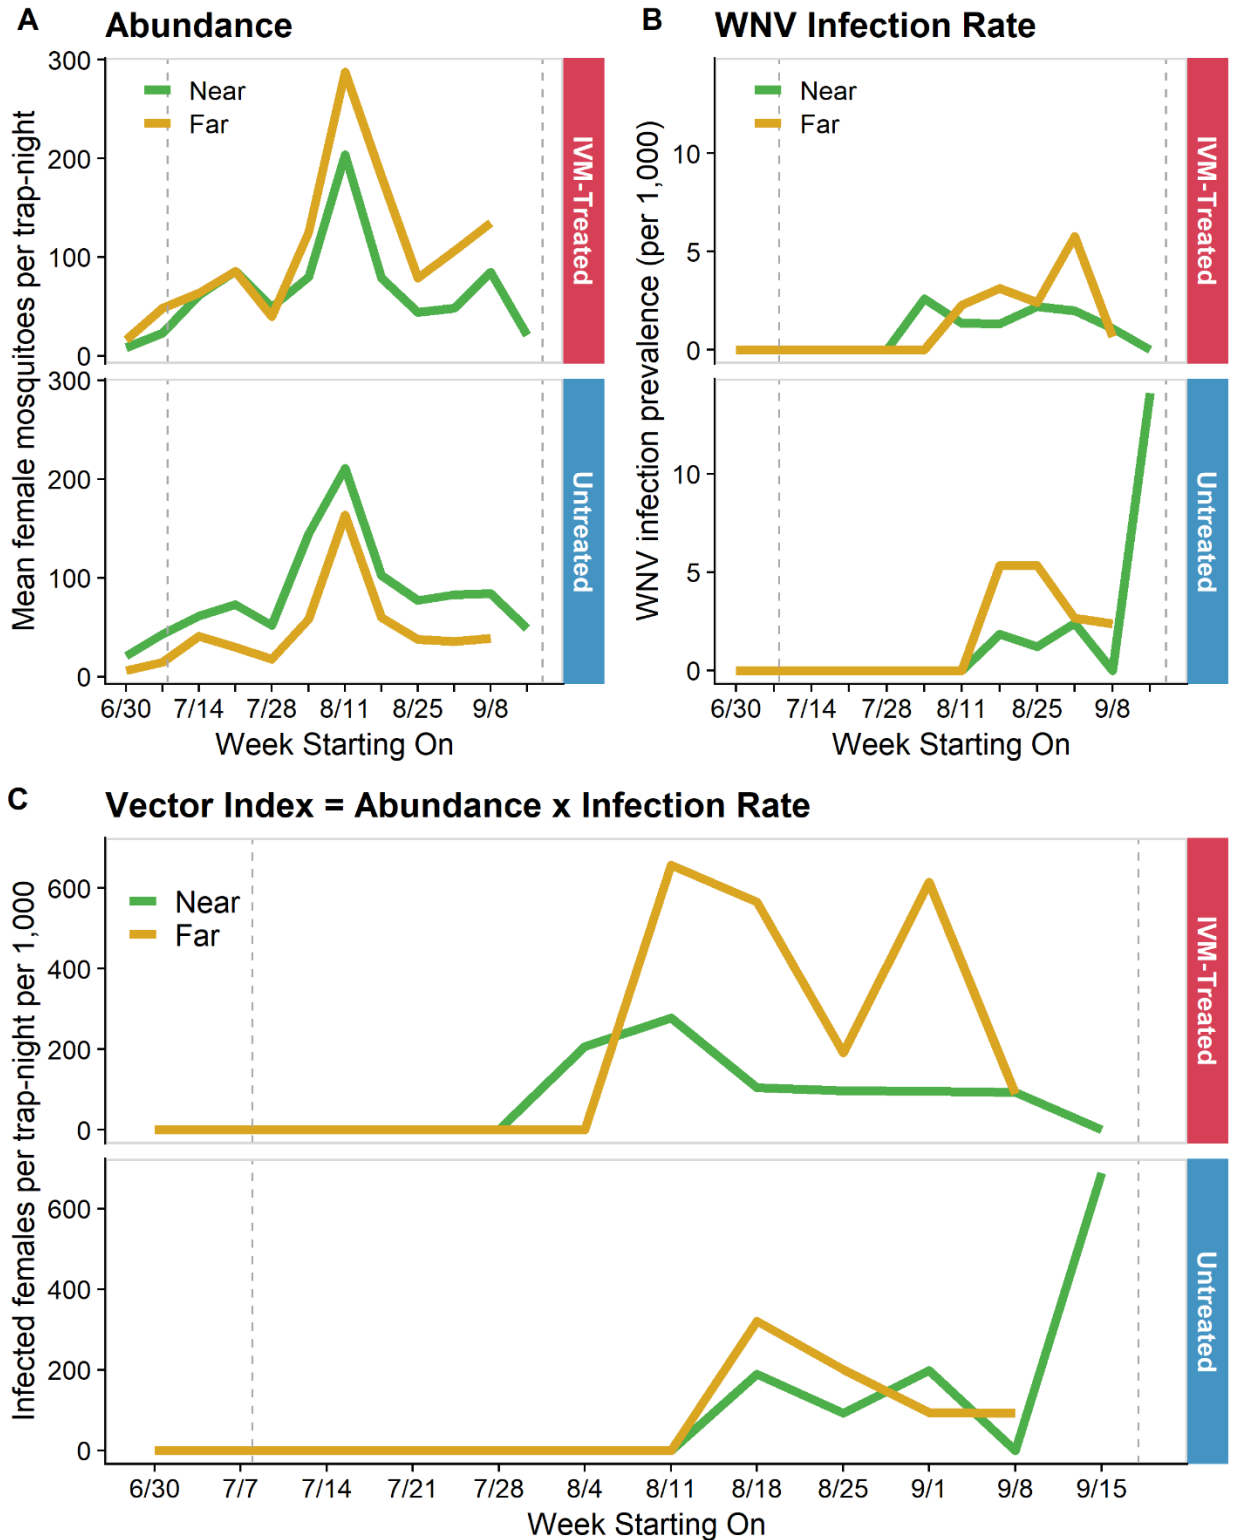 A Abundance
Mean female mosquitoes per trap-night
300
200
100
0
Near
Far
IVM-Treated
300
200
100
0
Untreated
6/30 7/14 7/28 8/11 8/25 9/8
Week Starting On
B WNV Infection Rate
WNV infection prevalence (per 1,000)
10
5
0
Near
Far
IVM-Treated
10
5
0
Untreated
6/30 7/14 7/28 8/11 8/25 9/8
Week Starting On
C Vector Index = Abundance x Infection Rate
Infected females per trap-night per 1,000
600
400
200
0
Near
Far
IVM-Treated
600
400
200
0
Untreated
6/30 7/7 7/14 7/21 7/28 8/4 8/11 8/18 8/25 9/1 9/8 9/15
Week Starting On